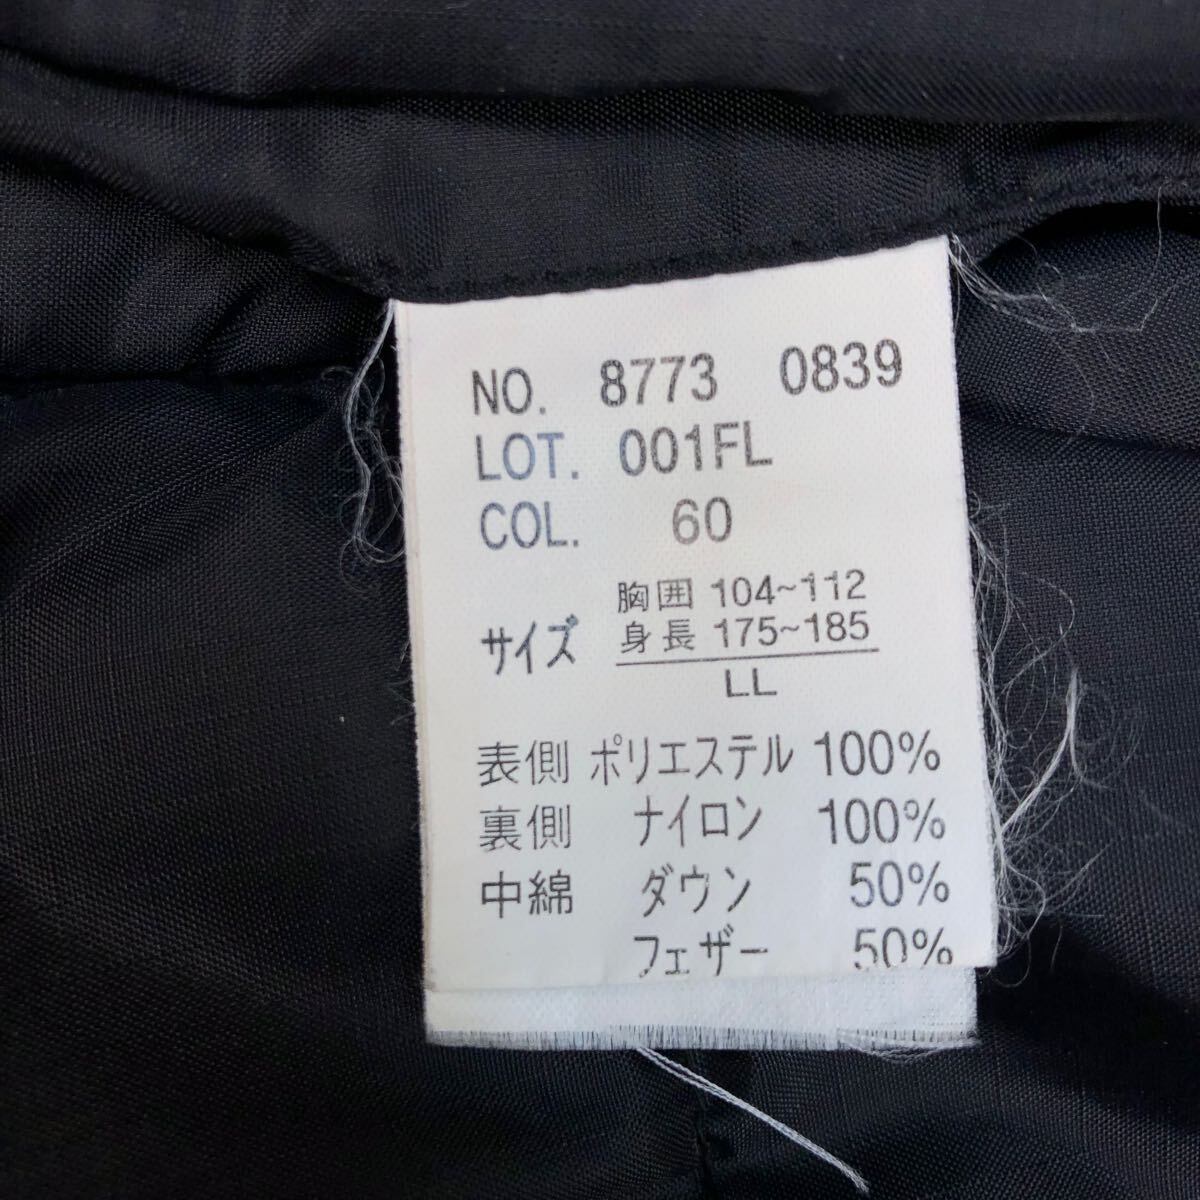 NO. 8773 0839
LOT. 001FL
COL. 60
サイズ 胸囲 104~112
身長 175~185
LL
表側 ポリエステル 100%
裏側 ナイロン 100%
中綿 ダウン 50%
フェザー 50%